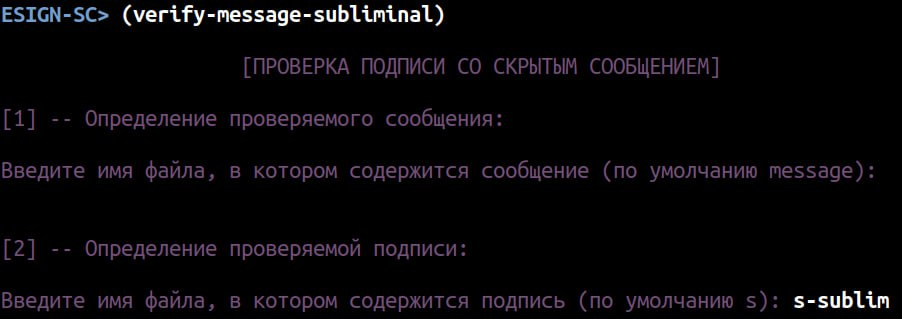 ESIGN-SC> (verify-message-subliminal)
[ПРОВЕРКА ПОДПИСИ СО СКРЫТЫМ СООБЩЕНИЕМ]
[1] -- Определение проверяемого сообщения:
Введите имя файла, в котором содержится сообщение (по умолчанию message):
[2] -- Определение проверяемой подписи:
Введите имя файла, в котором содержится подпись (по умолчанию s): s-sublim